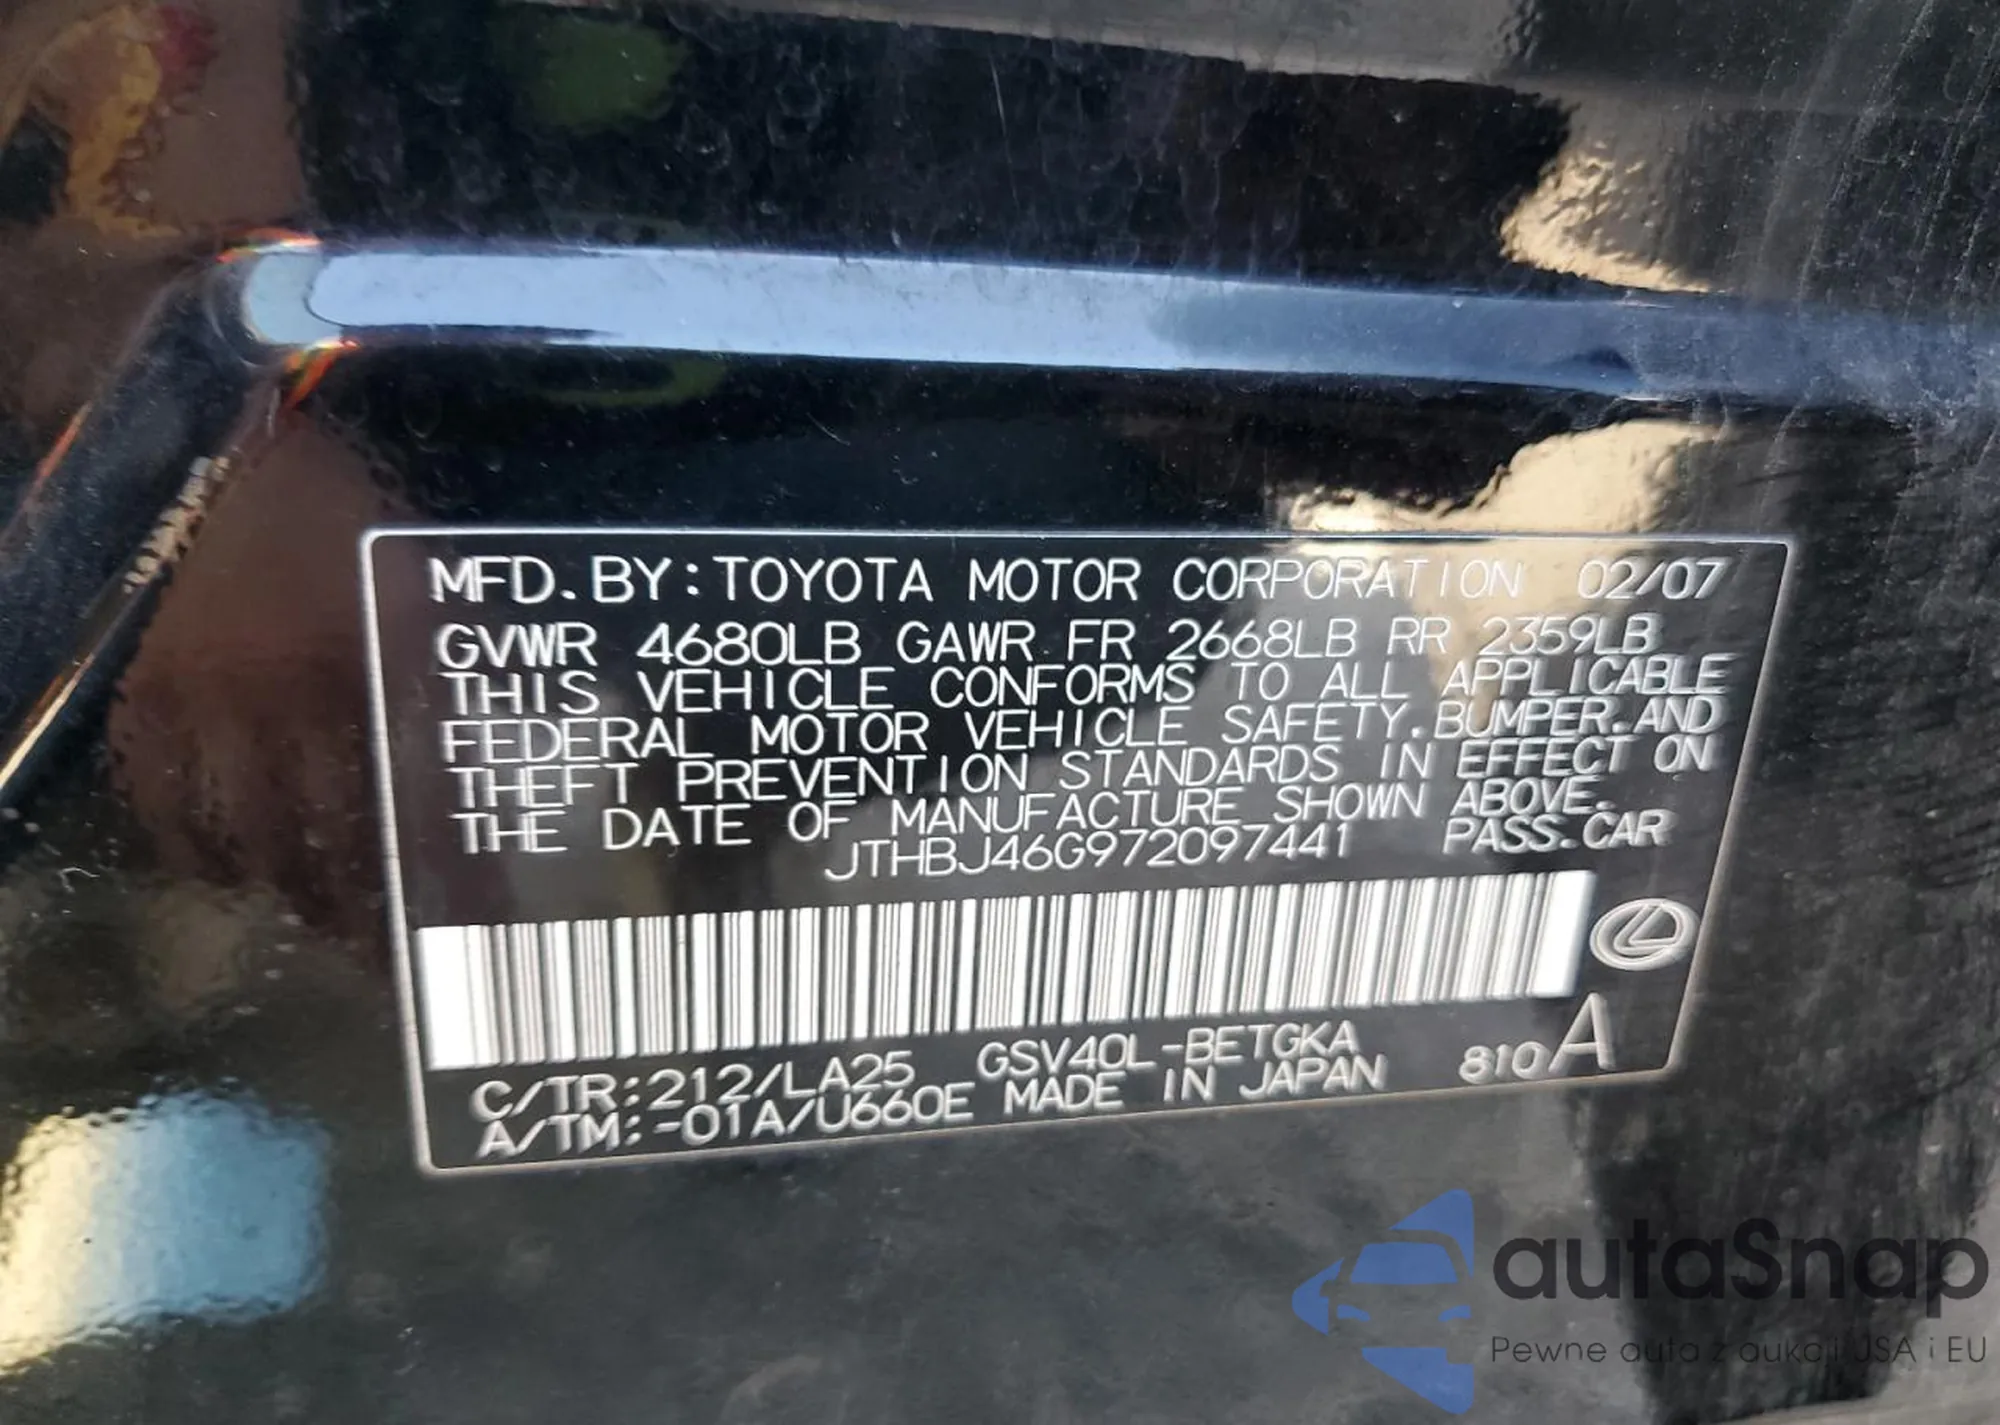 MFD.BY:TOYOTA MOTOR CORPORATION 02/07
GVWR 4680LB GAWR FR 2668LB RR 2359LB
THIS VEHICLE CONFORMS TO ALL APPLICABLE
FEDERAL MOTOR VEHICLE SAFETY.BUMPER.AND
THEFT PREVENTION STANDARDS IN EFFECT ON
THE DATE OF MANUFACTURE SHOWN ABOVE.
JTHBJ46G972097441 PASS.CAR
C/TR:212/LA25 GSV40L-BETGKA
A/TM:-01A/U660E MADE IN JAPAN 810A
autaSnap
Pewne auta z aukcji USA i EU